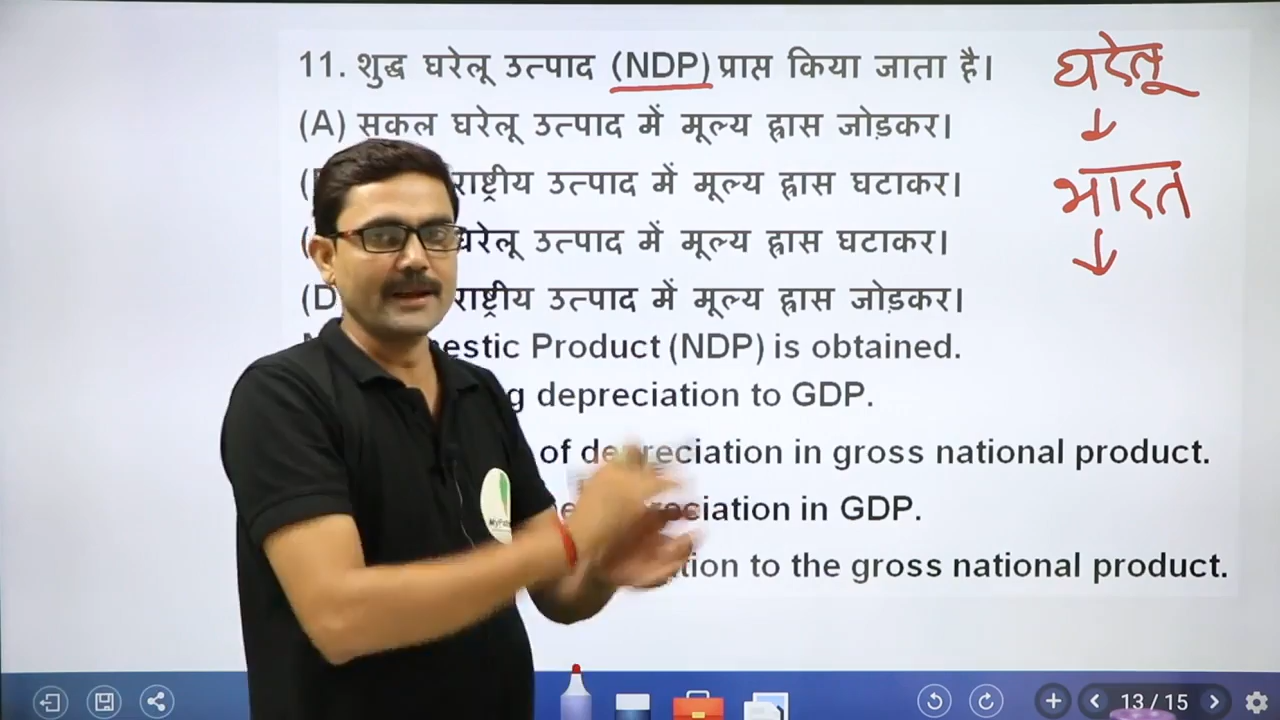 11. शुद्ध घरेलू उत्पाद (NDP) प्राप्त किया जाता है।
(A) सकल घरेलू उत्पाद में मूल्य ह्रास जोड़कर।
राष्ट्रीय उत्पाद में मूल्य ह्रास घटाकर।
घरेलू उत्पाद में मूल्य ह्रास घटाकर।
(D राष्ट्रीय उत्पाद में मूल्य ह्रास जोड़कर।
Product (NDP) is obtained.
depreciation to GDP.
of depreciation in gross national product.
in GDP.
to the gross national product.
घरेलू
भारत
13 / 15